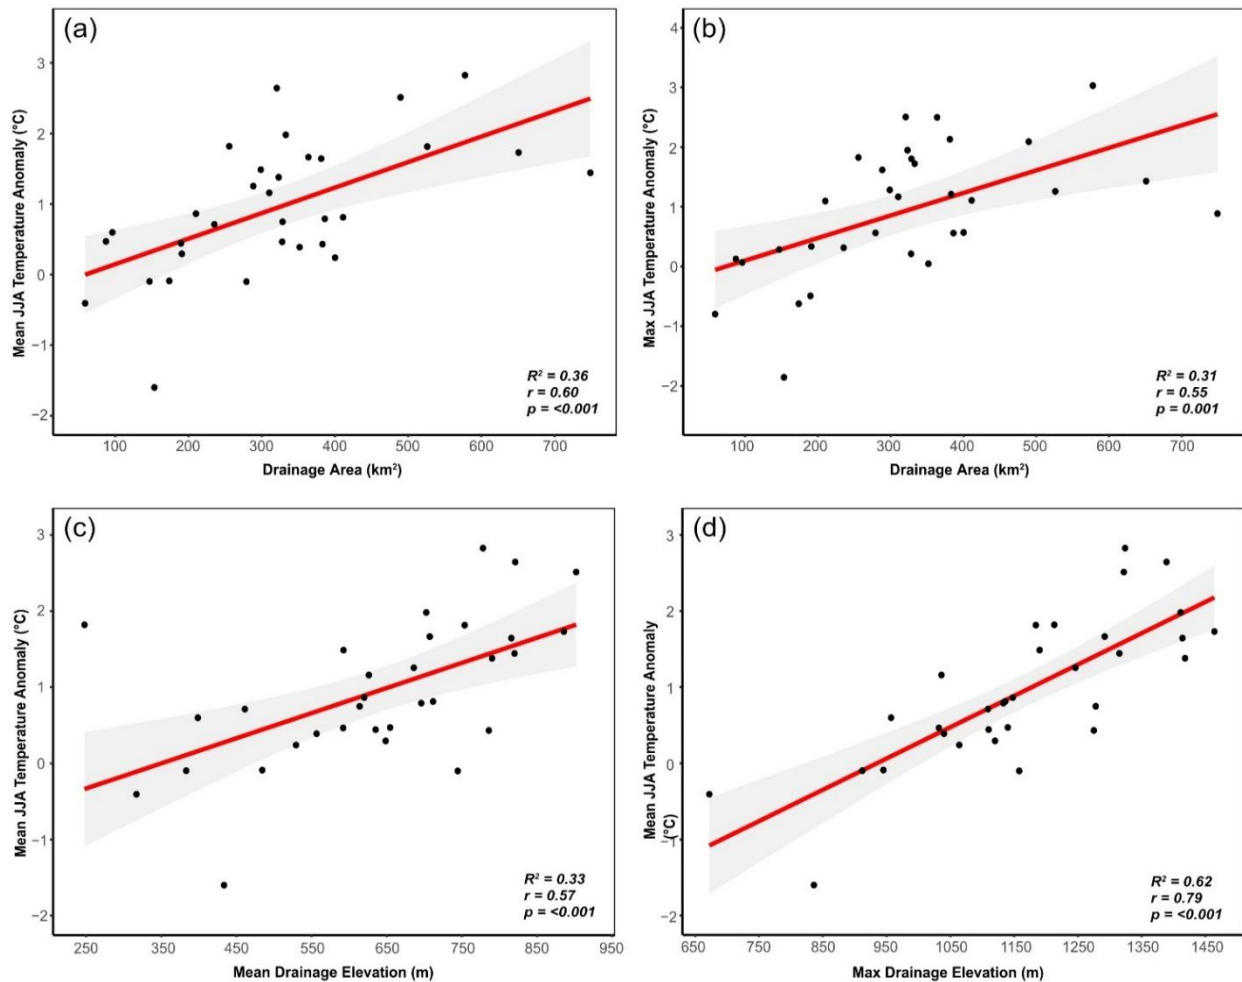 (a)
Mean JJA Temperature Anomaly (°C)
3
2
1
0
−1
−2
R² = 0.36
r = 0.60
p = <0.001
100 200 300 400 500 600 700
Drainage Area (km²)
(b)
Max JJA Temperature Anomaly (°C)
4
3
2
1
0
−1
−2
R² = 0.31
r = 0.55
p = 0.001
100 200 300 400 500 600 700
Drainage Area (km²)
(c)
Mean JJA Temperature Anomaly (°C)
3
2
1
0
−1
−2
R² = 0.33
r = 0.57
p = <0.001
250 350 450 550 650 750 850 950
Mean Drainage Elevation (m)
(d)
Mean JJA Temperature Anomaly
(°C)
3
2
1
0
−1
−2
R² = 0.62
r = 0.79
p = <0.001
650 750 850 950 1050 1150 1250 1350 1450
Max Drainage Elevation (m)